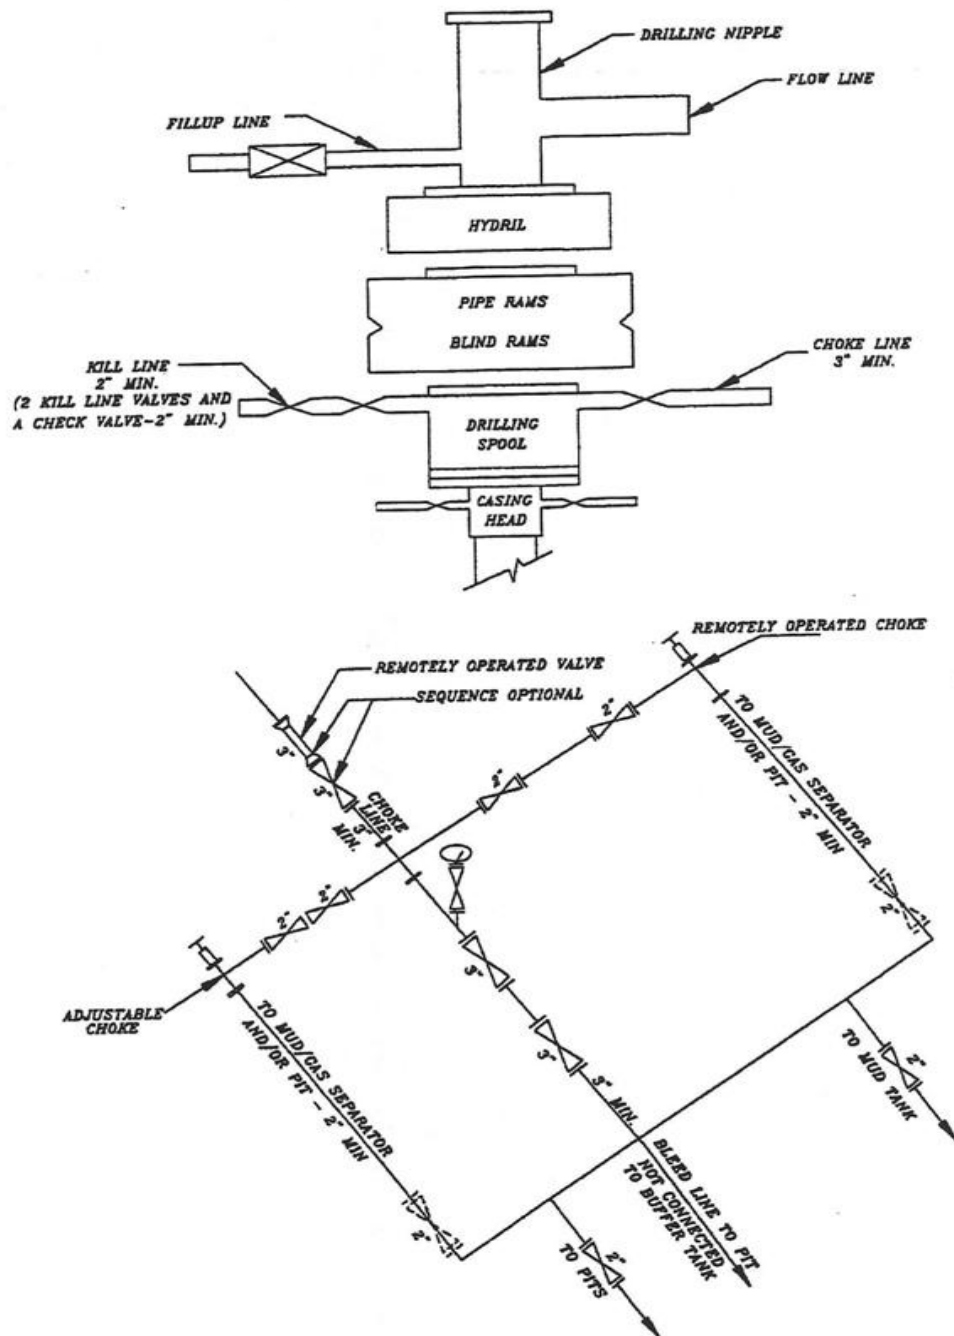 DRILLING NIPPLE
FLOW LINE
FILLUP LINE
HYDRIL
PIPE RAMS
BLIND RAMS
KILL LINE
2" MIN.
(2 KILL LINE VALVES AND
A CHECK VALVE-2" MIN.)
CHOKE LINE
3" MIN.
DRILLING
SPOOL
CASING
HEAD
REMOTELY OPERATED CHOKE
REMOTELY OPERATED VALVE
SEQUENCE OPTIONAL
3"
3"
CHOKE
LINE
3"
MIN.
2"
2"
2"
2"
TO MUD/GAS SEPARATOR
AND/OR PIT - 2" MIN
2"
3"
3"
3" MIN.
ADJUSTABLE
CHOKE
TO MUD/GAS SEPARATOR
AND/OR PIT - 2" MIN
2"
2"
TO MUD TANK
BLEED LINE TO PIT
NOT CONNECTED
TO BUFFER TANK
2"
TO PITS